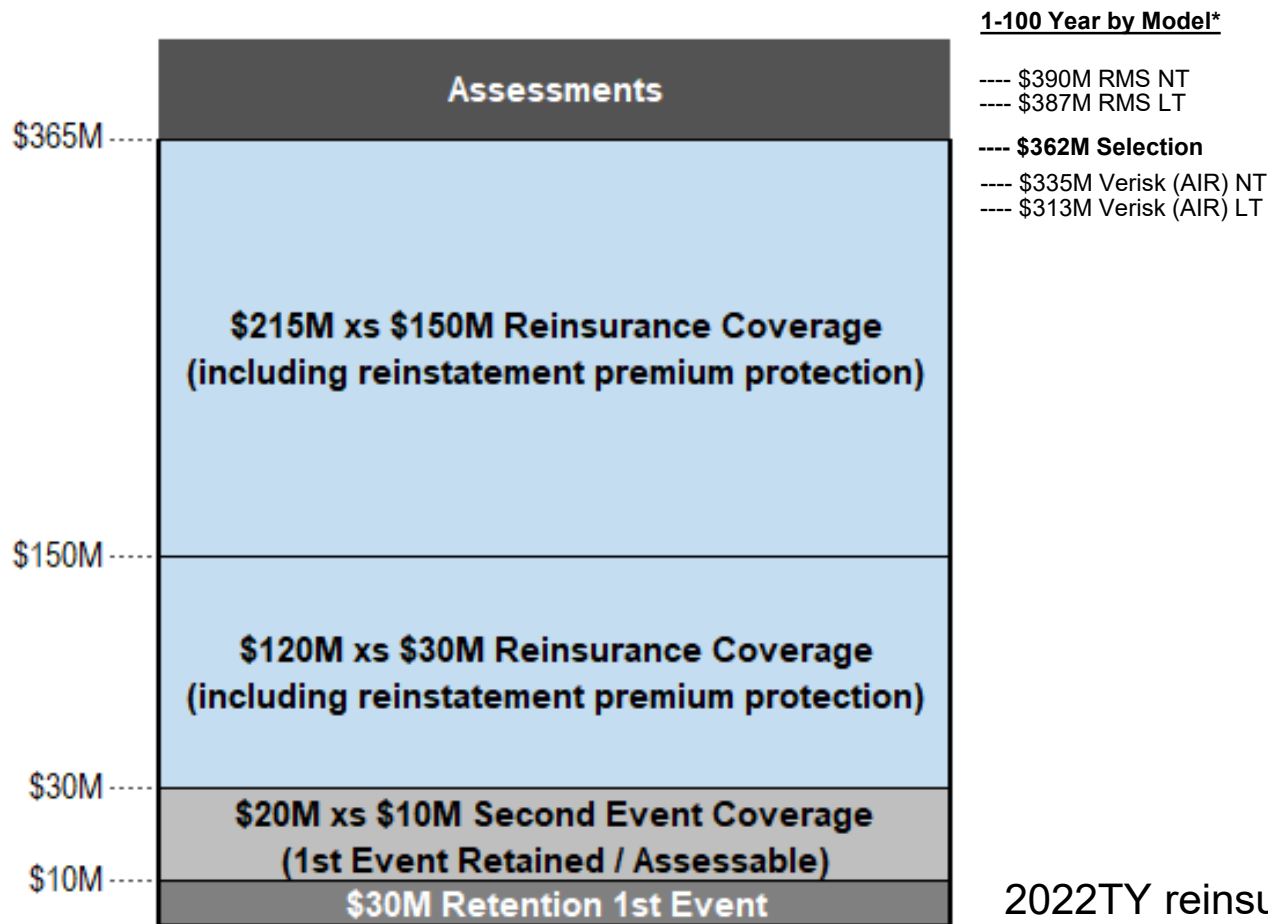 1-100 Year by Model*
---- $390M RMS NT
---- $387M RMS LT
---- $362M Selection
---- $335M Verisk (AIR) NT
---- $313M Verisk (AIR) LT
Assessments
$365M
$215M xs $150M Reinsurance Coverage
(including reinstatement premium protection)
$150M
$120M xs $30M Reinsurance Coverage
(including reinstatement premium protection)
$30M
$20M xs $10M Second Event Coverage
(1st Event Retained / Assessable)
$10M
$30M Retention 1st Event
2022TY